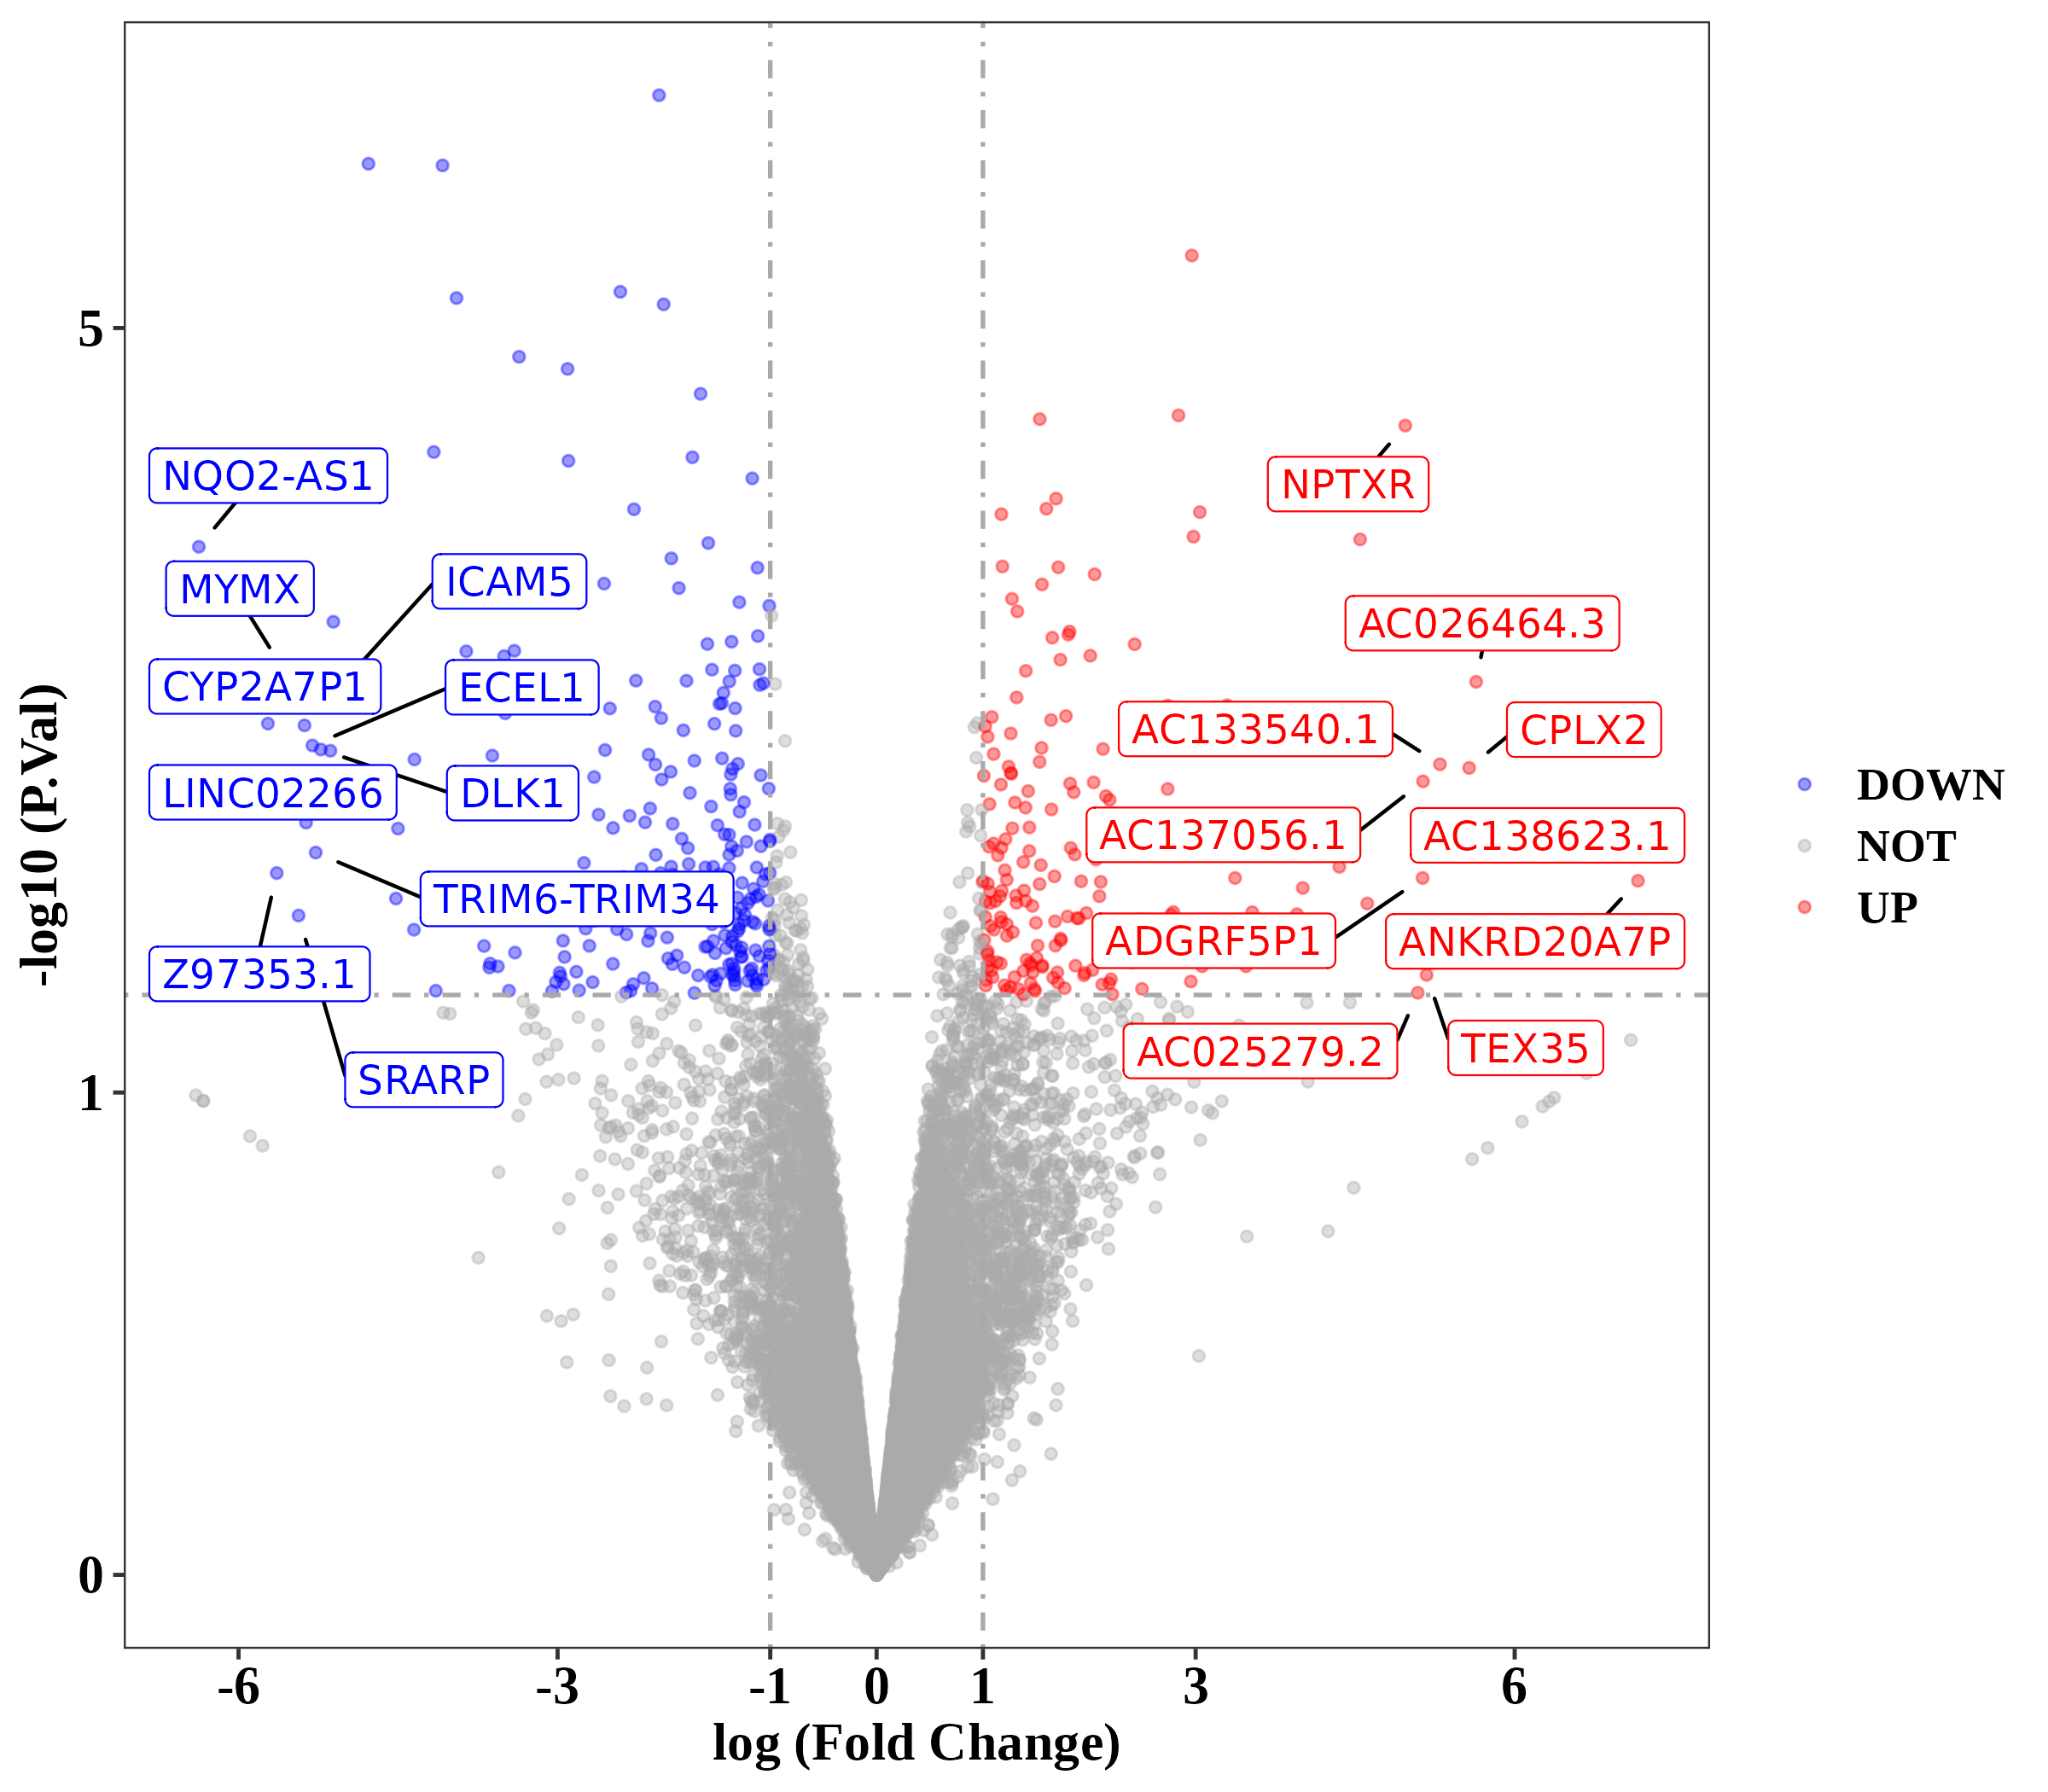 5
1
0
-log10 (P.Val)
NQO2-AS1
MYMX
ICAM5
CYP2A7P1
ECEL1
LINC02266
DLK1
TRIM6-TRIM34
Z97353.1
SRARP
NPTXR
AC026464.3
AC133540.1
CPLX2
AC137056.1
AC138623.1
ADGRF5P1
ANKRD20A7P
AC025279.2
TEX35
DOWN
NOT
UP
-6 -3 -1 0 1 3 6
log (Fold Change)